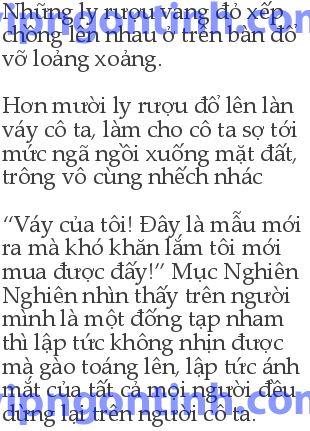 Những ly rượu vàng đỏ xếp
chồng lên nhau ở trên bàn đổ
vỡ loảng xoảng.
Hơn mười ly rượu đổ lên làn
váy cô ta, làm cho cô ta sợ tới
mức ngã ngồi xuống mặt đất,
trông vô cùng nhếch nhác
“Váy của tôi! Đây là mẫu mới
ra mà khó khăn lắm tôi mới
mua được đấy!” Mục Nghiên
Nghiên nhìn thấy trên người
mình là một đống tạp nham
thì lập tức không nhịn được
mà gào toáng lên, lập tức ánh
mắt của tất cả mọi người đều
dừng lại trên người cô ta.
vipngontinh.com
vipngontinh.com